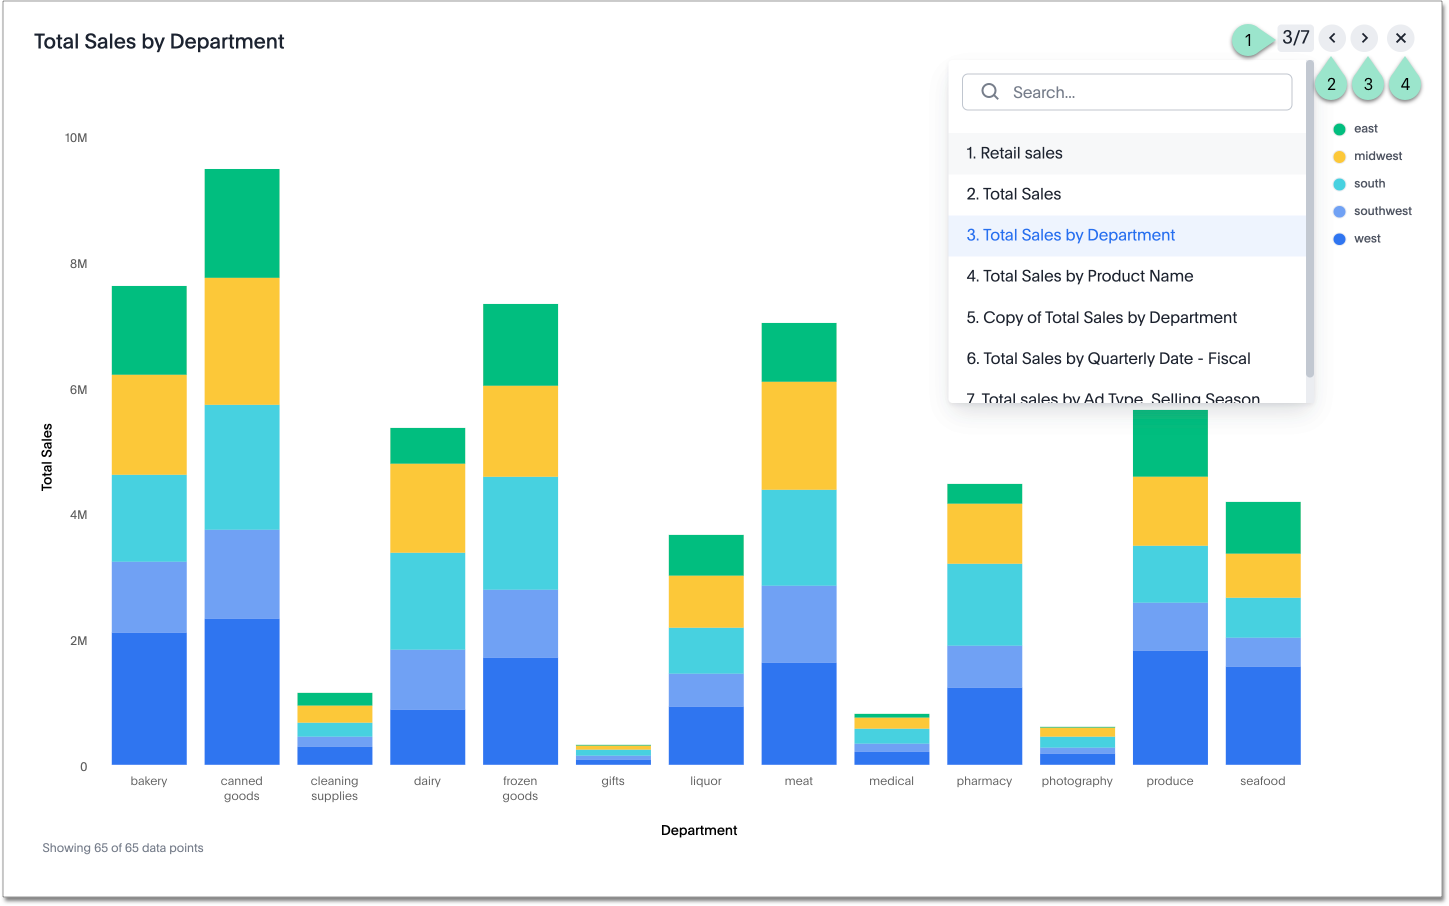 Total Sales by Department
1
3/7
2
3
4
Search...
1. Retail sales
2. Total Sales
3. Total Sales by Department
4. Total Sales by Product Name
5. Copy of Total Sales by Department
6. Total Sales by Quarterly Date - Fiscal
7. Total sales by Ad Type, Selling Season
east
midwest
south
southwest
west
10M
8M
6M
4M
2M
0
Total Sales
bakery
canned
goods
cleaning
supplies
dairy
frozen
goods
gifts
liquor
meat
medical
pharmacy
photography
produce
seafood
Department
Showing 65 of 65 data points